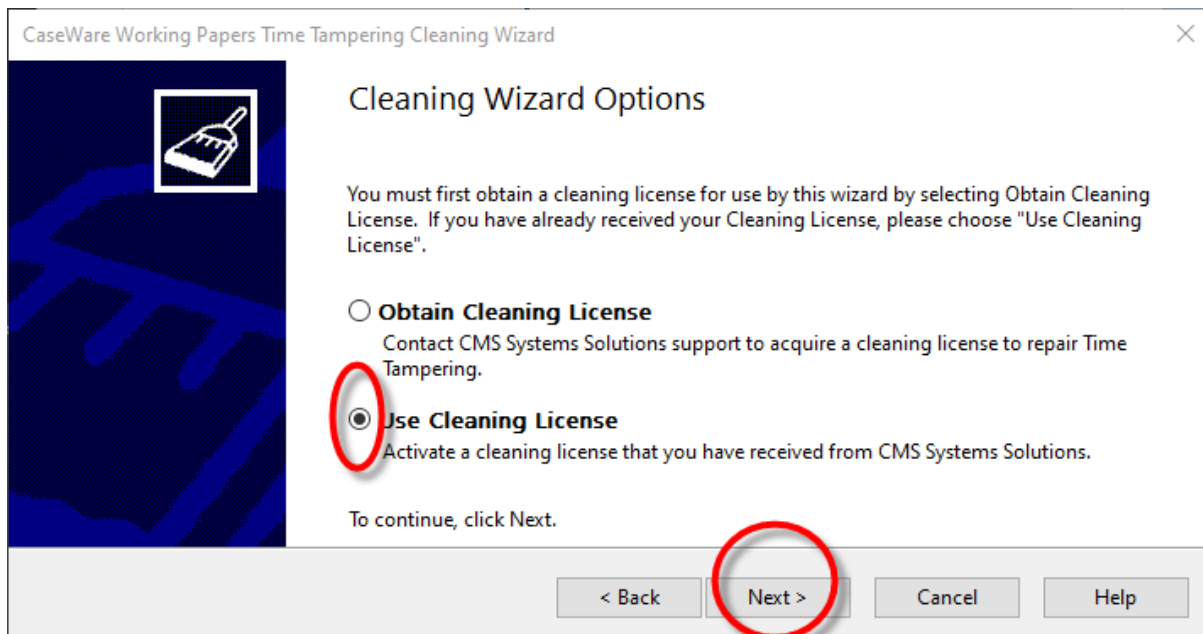 CaseWare Working Papers Time Tampering Cleaning Wizard
Cleaning Wizard Options
You must first obtain a cleaning license for use by this wizard by selecting Obtain Cleaning
License.  If you have already received your Cleaning License, please choose "Use Cleaning
License".
Obtain Cleaning License
Contact CMS Systems Solutions support to acquire a cleaning license to repair Time
Tampering.
Use Cleaning License
Activate a cleaning license that you have received from CMS Systems Solutions.
To continue, click Next.
< Back
Next >
Cancel
Help